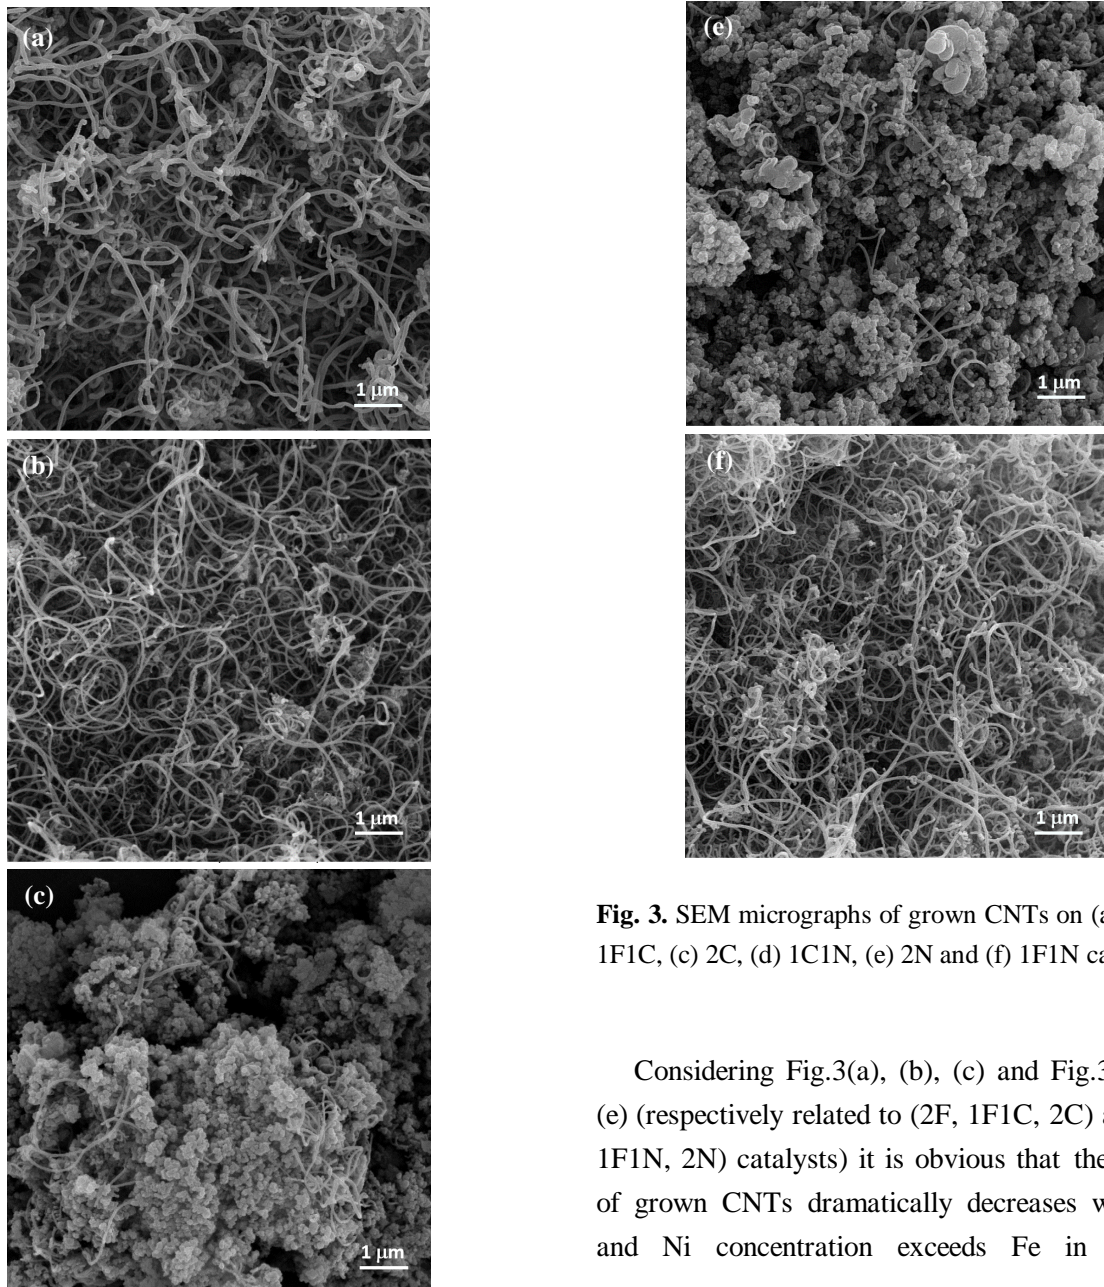 (a)
1 μm
(b)
1 μm
(c)
1 μm
(e)
1 μm
(f)
1 μm
Fig. 3. SEM micrographs of grown CNTs on (a
1F1C, (c) 2C, (d) 1C1N, (e) 2N and (f) 1F1N ca
Considering Fig.3(a), (b), (c) and Fig.3
(e) (respectively related to (2F, 1F1C, 2C) a
1F1N, 2N) catalysts) it is obvious that the
of grown CNTs dramatically decreases w
and Ni concentration exceeds Fe in